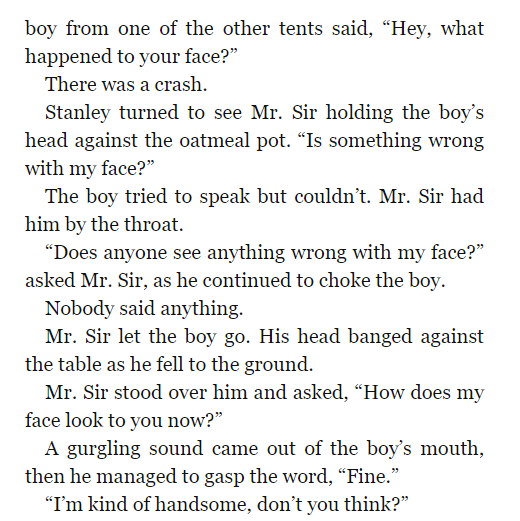 boy from one of the other tents said, “Hey, what
happened to your face?”
There was a crash.
Stanley turned to see Mr. Sir holding the boy’s
head against the oatmeal pot. “Is something wrong
with my face?”
The boy tried to speak but couldn’t. Mr. Sir had
him by the throat.
“Does anyone see anything wrong with my face?”
asked Mr. Sir, as he continued to choke the boy.
Nobody said anything.
Mr. Sir let the boy go. His head banged against
the table as he fell to the ground.
Mr. Sir stood over him and asked, “How does my
face look to you now?”
A gurgling sound came out of the boy’s mouth,
then he managed to gasp the word, “Fine.”
“I’m kind of handsome, don’t you think?”